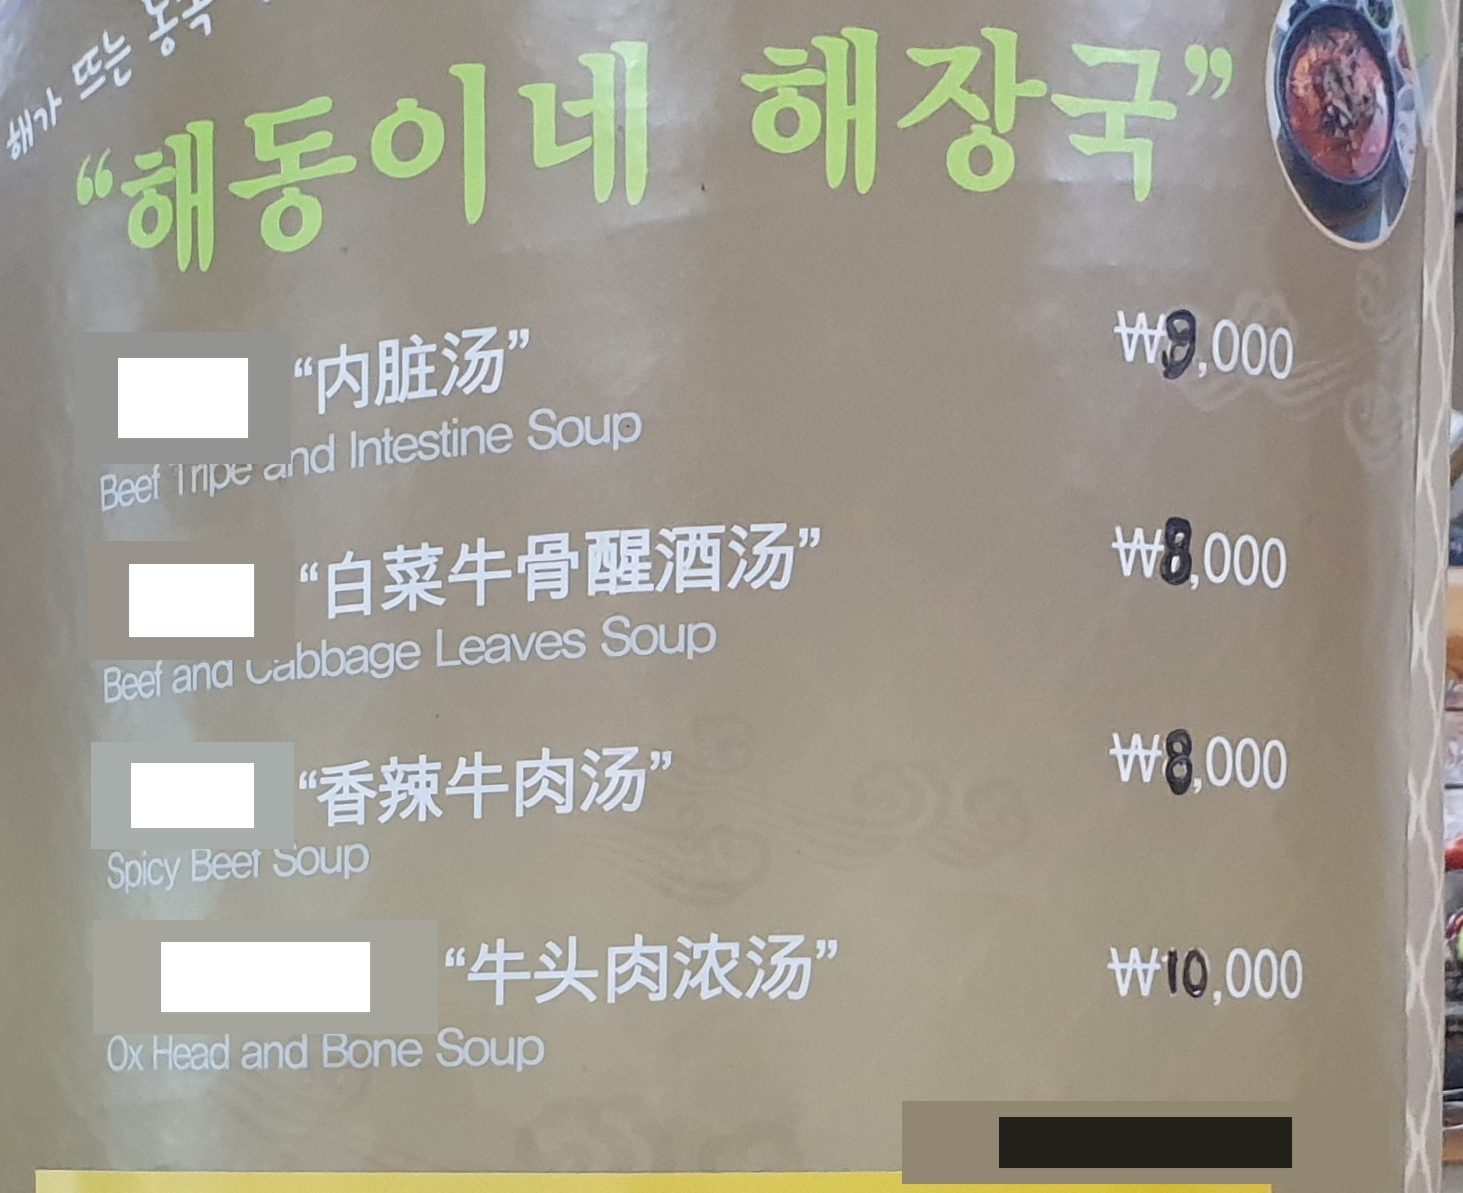 해가 뜨는 동쪽
“해동이네 해장국”
“内脏汤” ₩9,000
Beef Tripe and Intestine Soup
“白菜牛骨醒酒汤” ₩8,000
Beef and Cabbage Leaves Soup
“香辣牛肉汤” ₩8,000
Spicy Beef Soup
“牛头肉浓汤” ₩10,000
Ox Head and Bone Soup